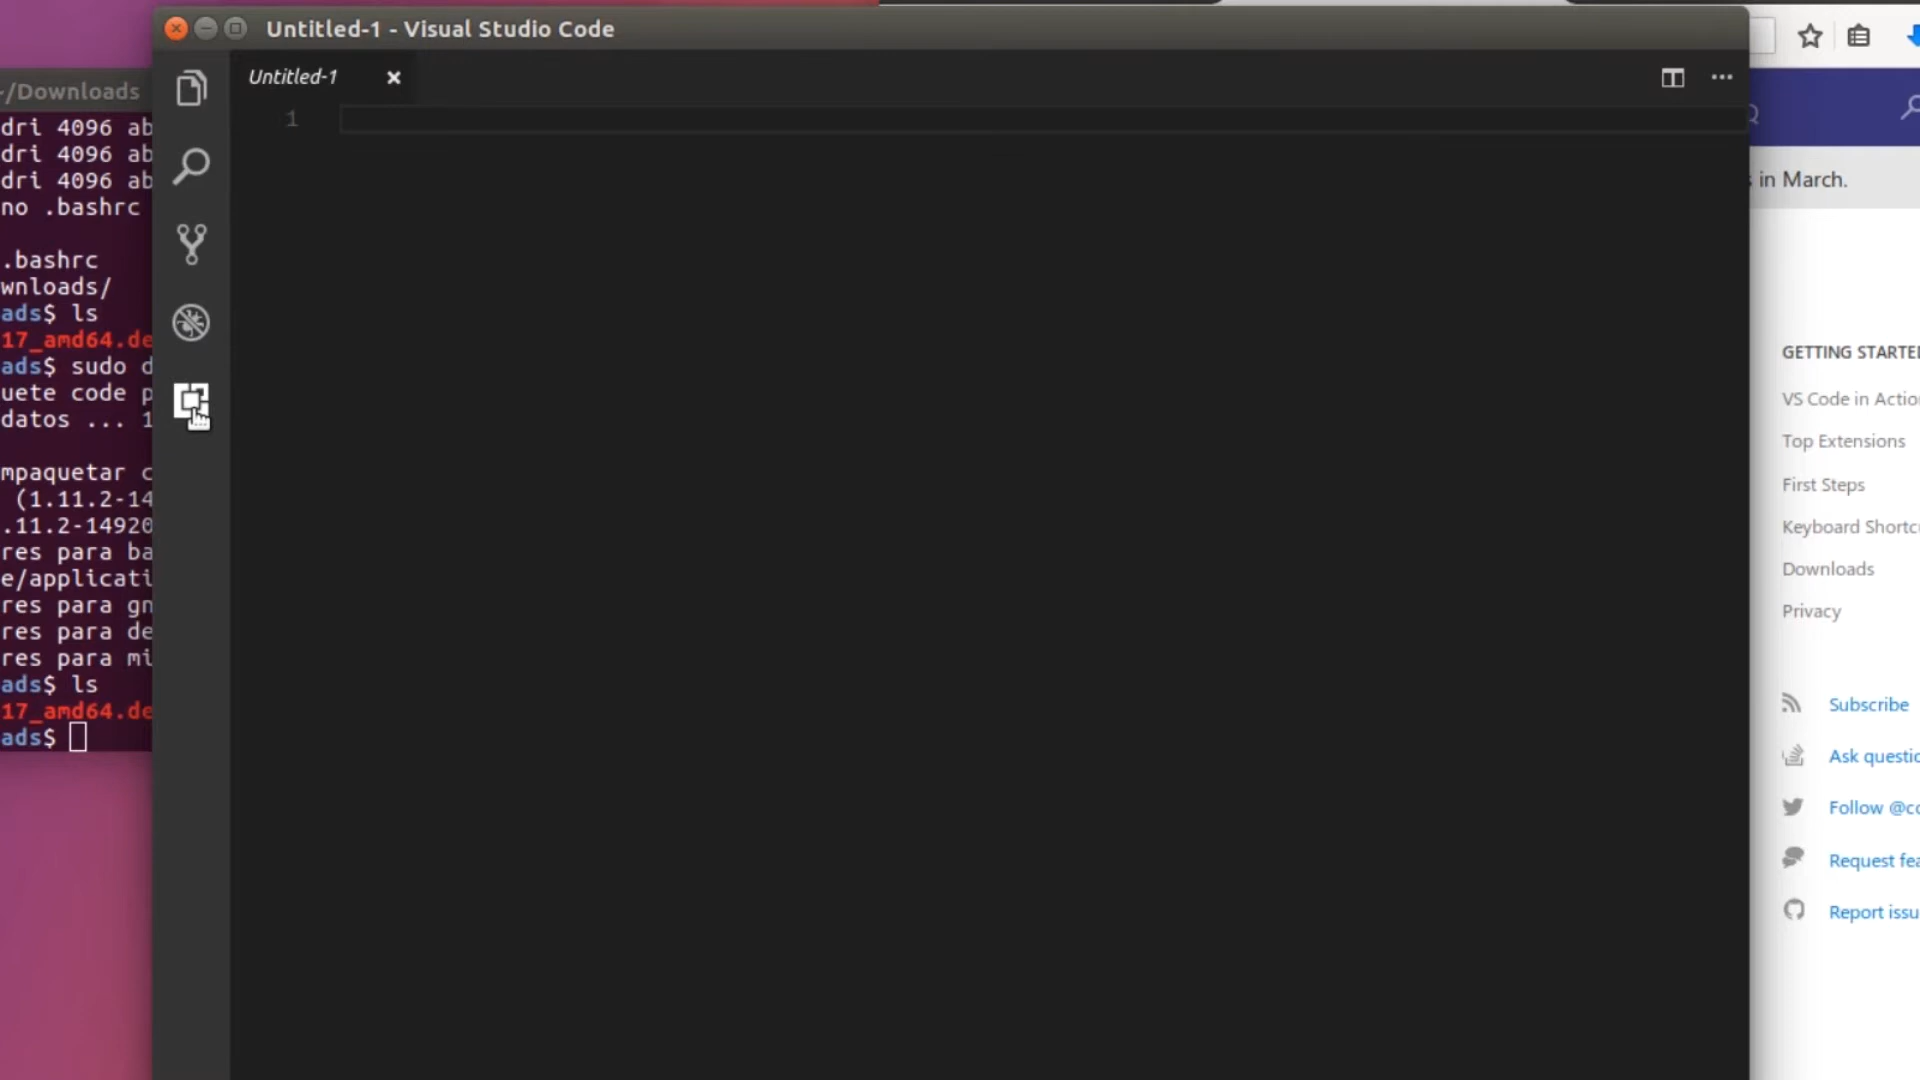 Untitled-1 - Visual Studio Code
Untitled-1
1
~/Downloads
dri 4096 ab
dri 4096 ab
dri 4096 ab
no .bashrc
.bashrc
wnloads/
ads$ ls
17_amd64.de
ads$ sudo d
uete code p
datos ... 1
mpaquetar c
(1.11.2-14
.11.2-14920
res para ba
e/applicati
res para gn
res para de
res para mi
ads$ ls
17_amd64.de
ads$
in March.
GETTING STARTED
VS Code in Actio
Top Extensions
First Steps
Keyboard Shortc
Downloads
Privacy
Subscribe
Ask questio
Follow @co
Request fea
Report issu